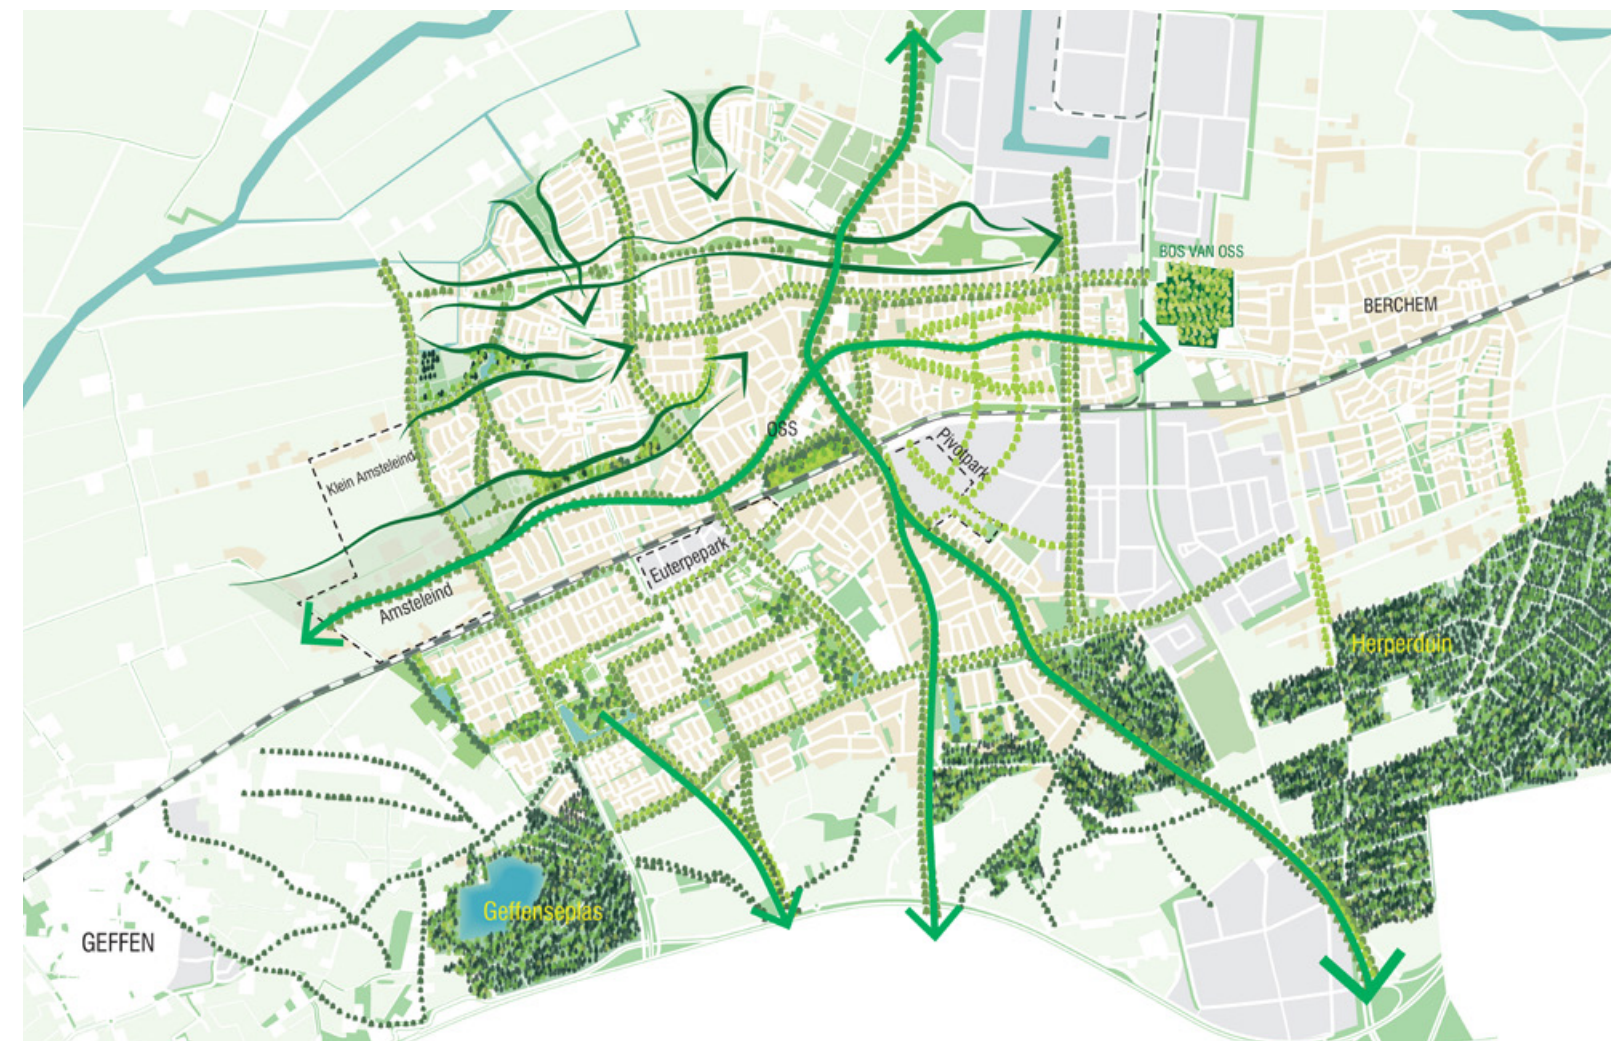 BOS VAN OSS
BERCHEM
OSS
Pivotpark
Klein Amsteleind
Euterpepark
Amsteleind
Herperduin
Geffenseplas
GEFFEN